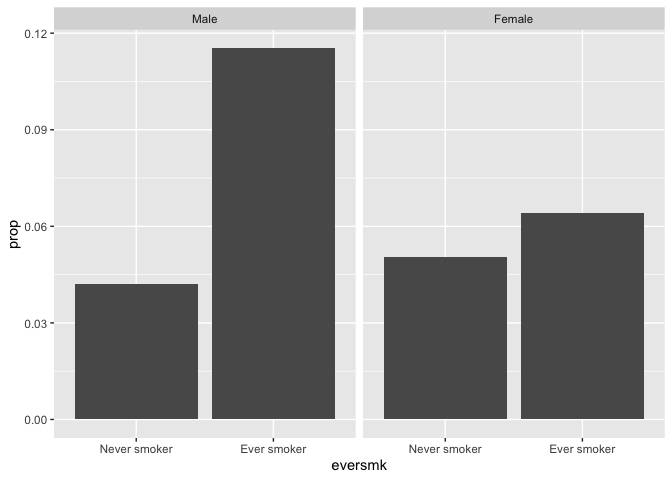 Male
Female
0.12
0.09
0.06
0.03
0.00
prop
Never smoker
Ever smoker
Never smoker
Ever smoker
eversmk